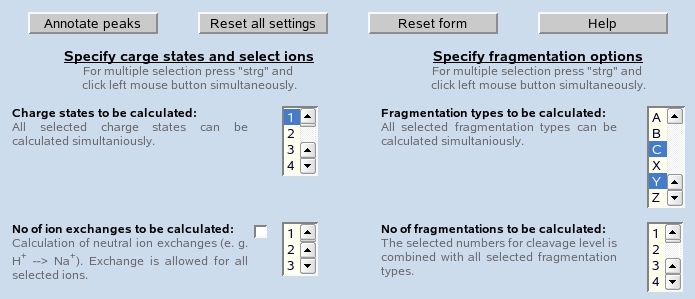 Annotate peaks
Reset all settings
Reset form
Help
Specify carge states and select ions
For multiple selection press "strg" and
click left mouse button simultaneously.
Specify fragmentation options
For multiple selection press "strg" and
click left mouse button simultaneously.
Charge states to be calculated:
All selected charge states can be
calculated simultaniously.
1
2
3
4
Fragmentation types to be calculated:
All selected fragmentation types can be
calculated simultaneously.
A
B
C
X
Y
Z
No of ion exchanges to be calculated:
Calculation of neutral ion exchanges (e. g.
H+ --> Na+). Exchange is allowed for all
selected ions.
1
2
3
No of fragmentations to be calculated:
The selected numbers for cleavage level is
combined with all selected fragmentation
types.
1
2
3
4